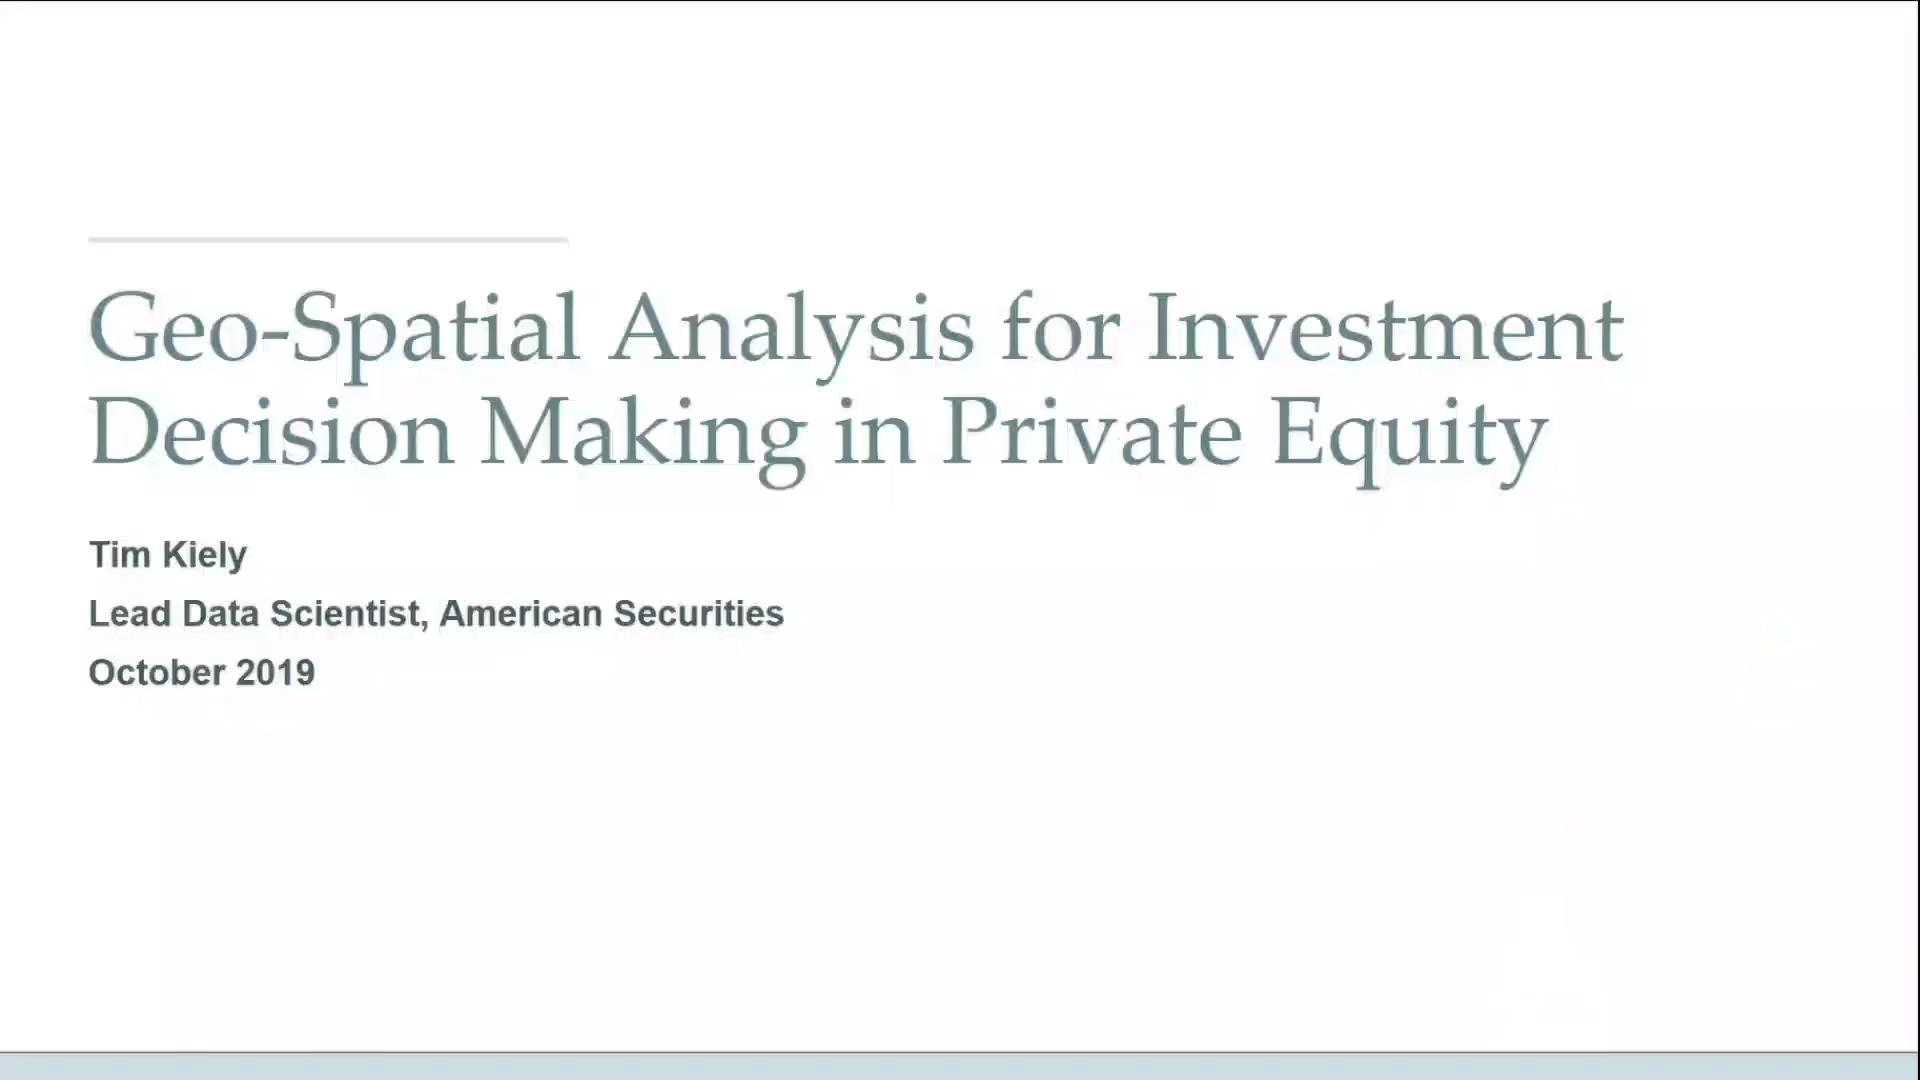 Geo-Spatial Analysis for Investment
Decision Making in Private Equity
Tim Kiely
Lead Data Scientist, American Securities
October 2019